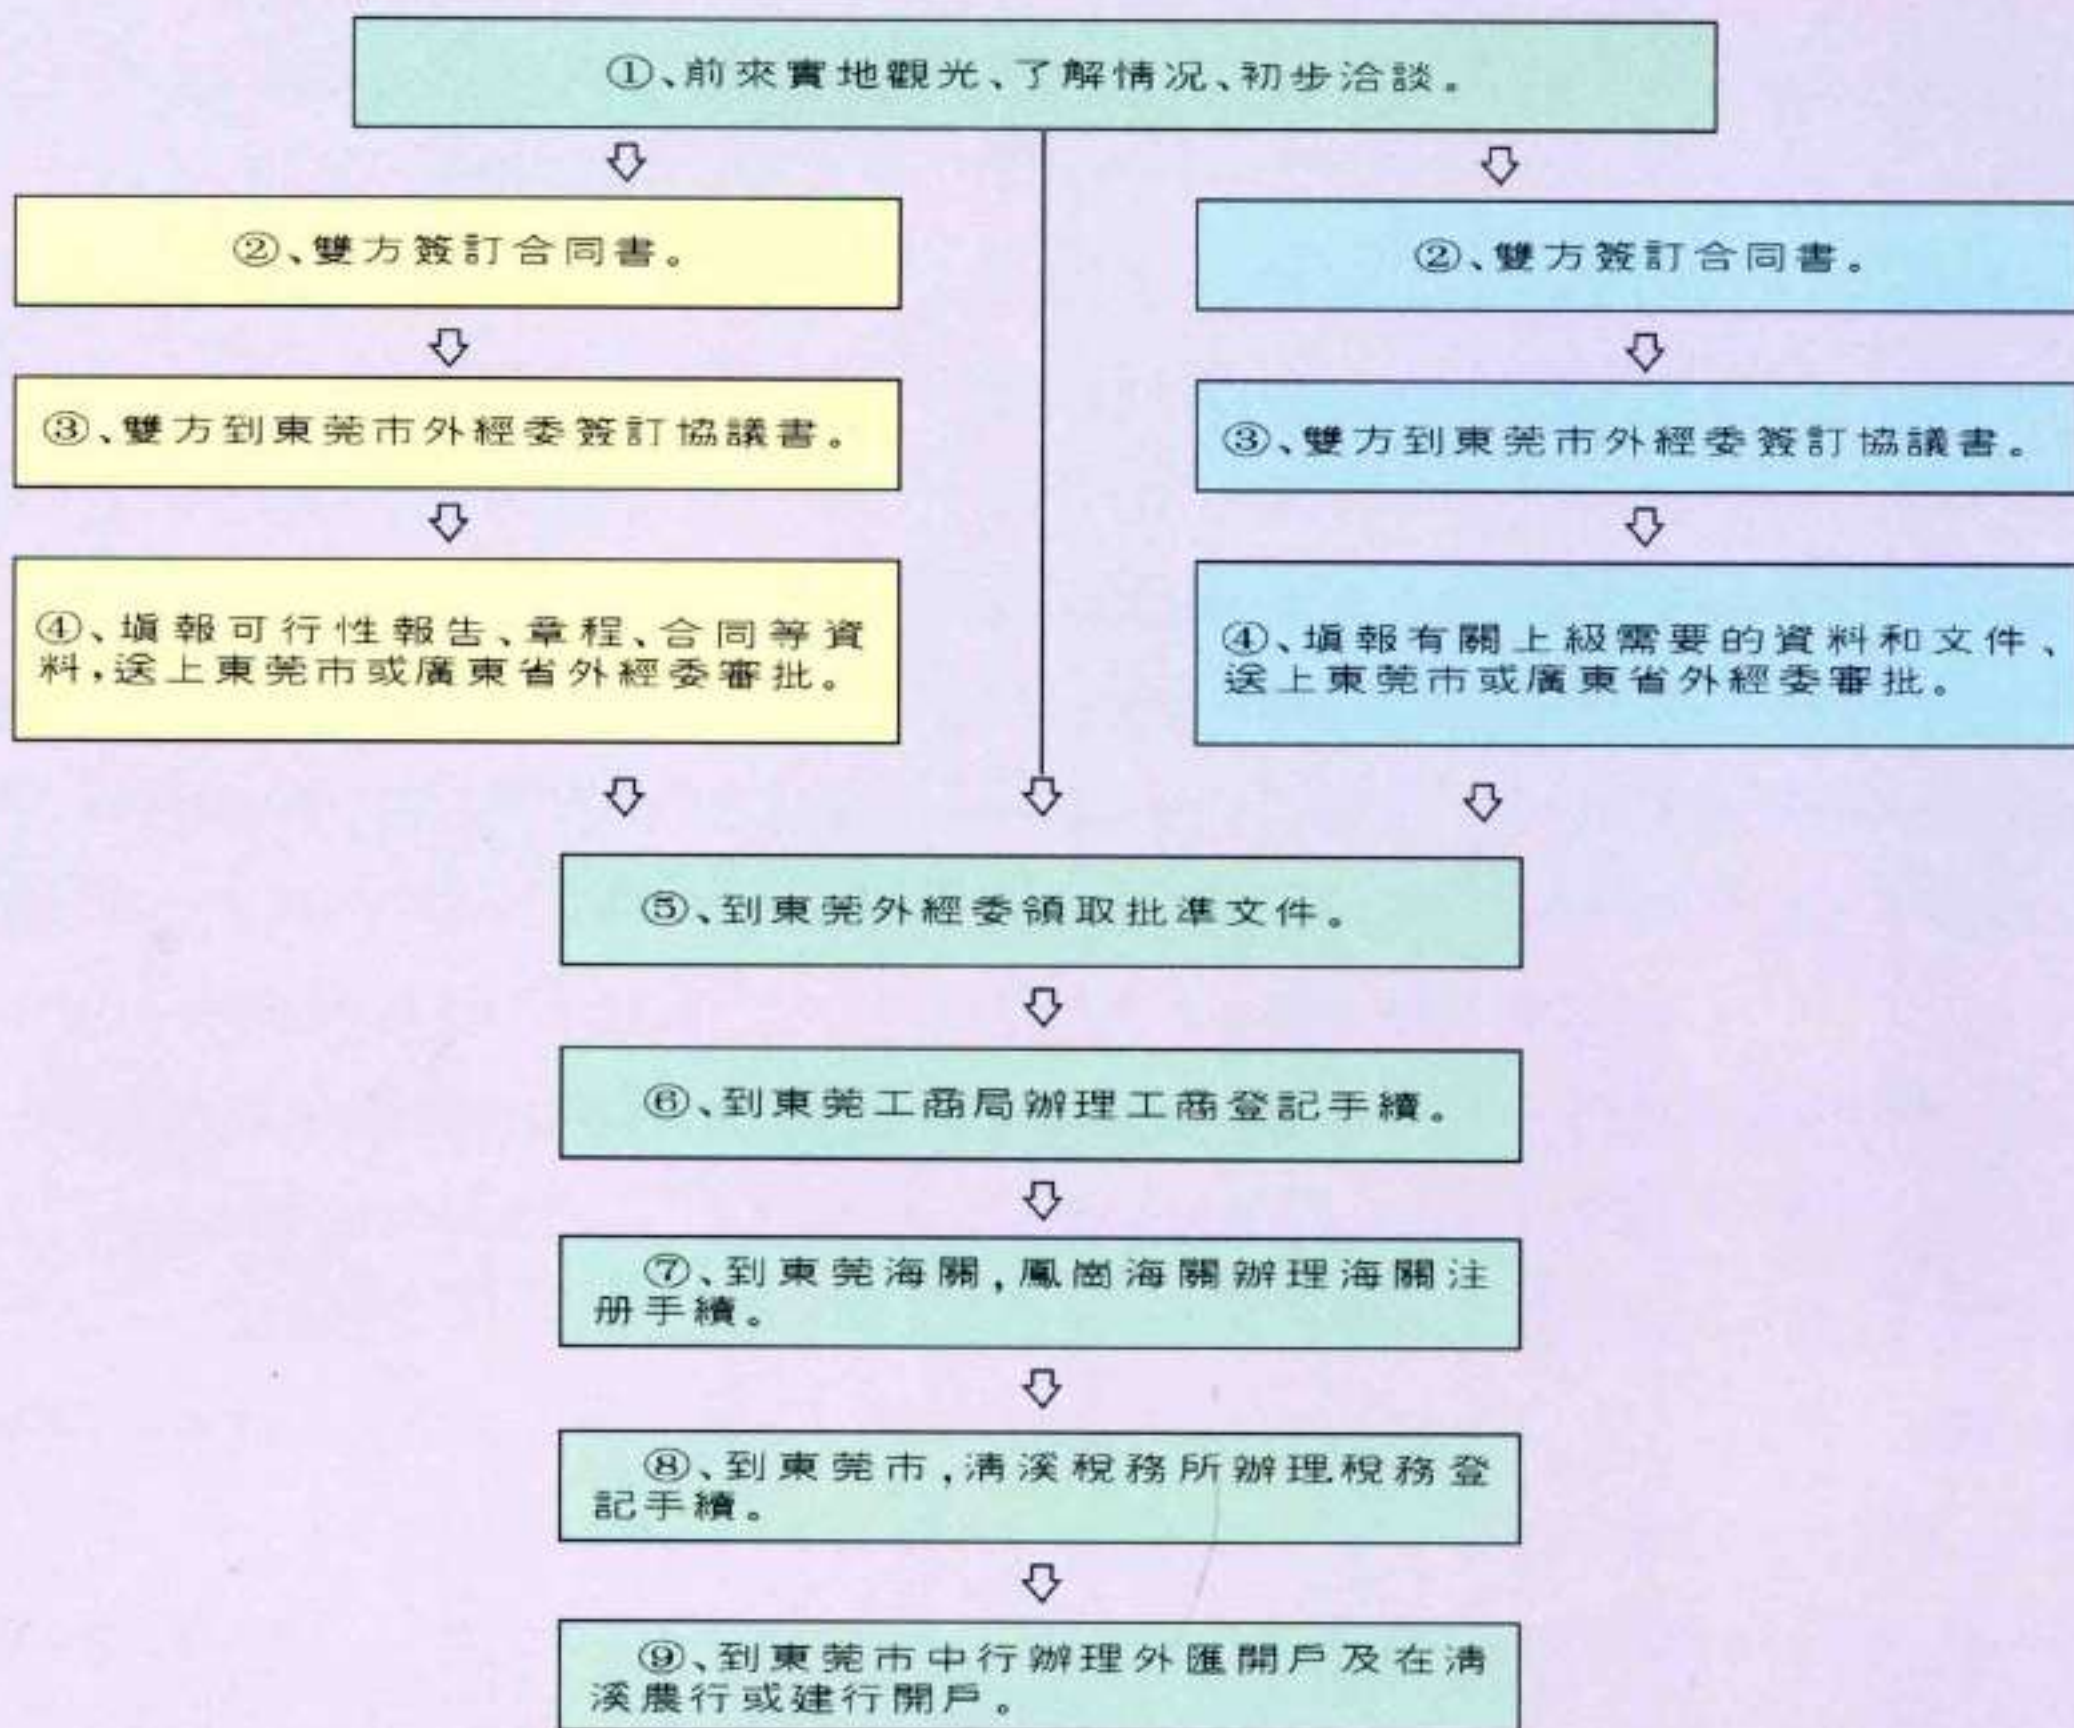 ①、前來實地觀光、了解情况、初步洽談。
②、雙方簽訂合同書。
③、雙方到東莞市外經委簽訂協議書。
④、塡報可行性報告、章程、合同等資
料,送上東莞市或廣東省外經委審批。
②、雙方簽訂合同書。
③、雙方到東莞市外經委簽訂協議書。
④、塡報有關上級需要的資料和文件、
送上東莞市或廣東省外經委審批。
⑤、到東莞外經委領取批準文件。
⑥、到東莞工商局辦理工商登記手續。
⑦、到東莞海關,鳳崗海關辦理海關注
册手續。
⑧、到東莞市,淸溪稅務所辦理稅務登
記手續。
⑨、到東莞市中行辦理外匯開戶及在淸
溪農行或建行開戶。